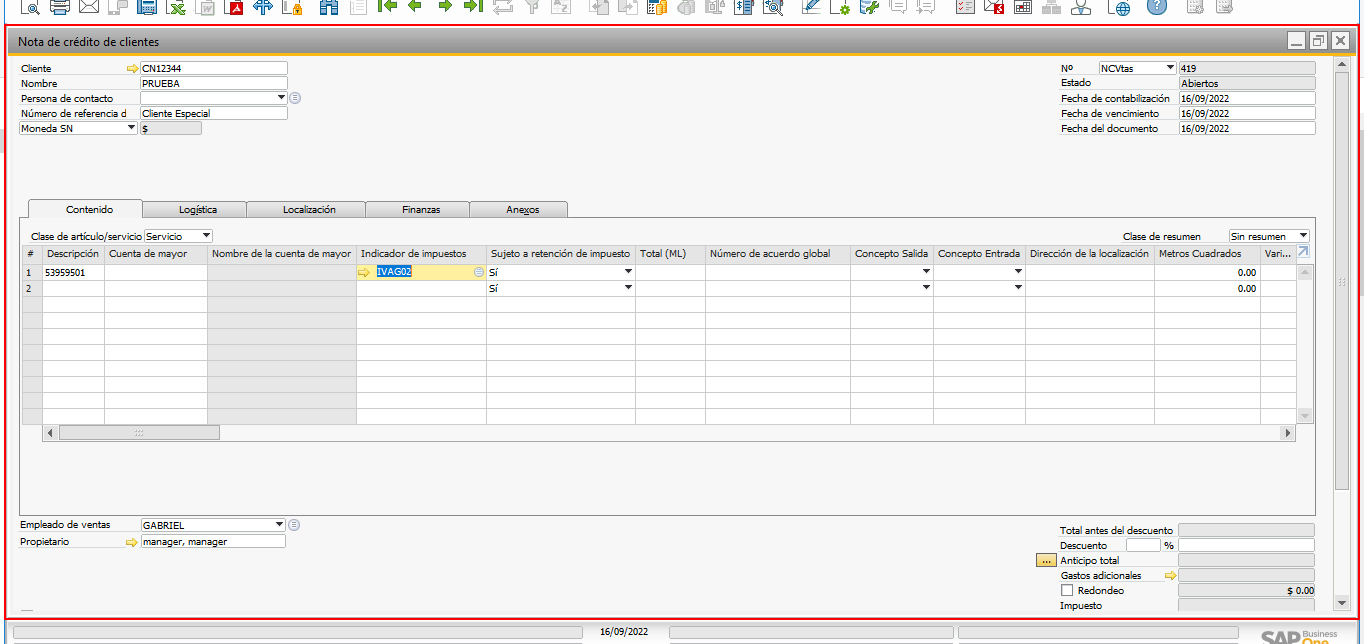 Nota de crédito de clientes
Cliente CN12344
Nombre PRUEBA
Persona de contacto
Número de referencia d Cliente Especial
Moneda SN $
Nº NCVtas 419
Estado Abiertos
Fecha de contabilización 16/09/2022
Fecha de vencimiento 16/09/2022
Fecha del documento 16/09/2022
Contenido Logística Localización Finanzas Anexos
Clase de artículo/servicio Servicio Clase de resumen Sin resumen
# Descripción Cuenta de mayor Nombre de la cuenta de mayor Indicador de impuestos Sujeto a retención de impuesto Total (ML) Número de acuerdo global Concepto Salida Concepto Entrada Dirección de la localización Metros Cuadrados Vari...
1 53959501 IVAG02 Sí 0.00
2 Sí 0.00
Empleado de ventas GABRIEL
Propietario manager, manager
Total antes del descuento
Descuento %
... Anticipo total
Gastos adicionales
Redondeo $ 0.00
Impuesto
16/09/2022
SAP Business One